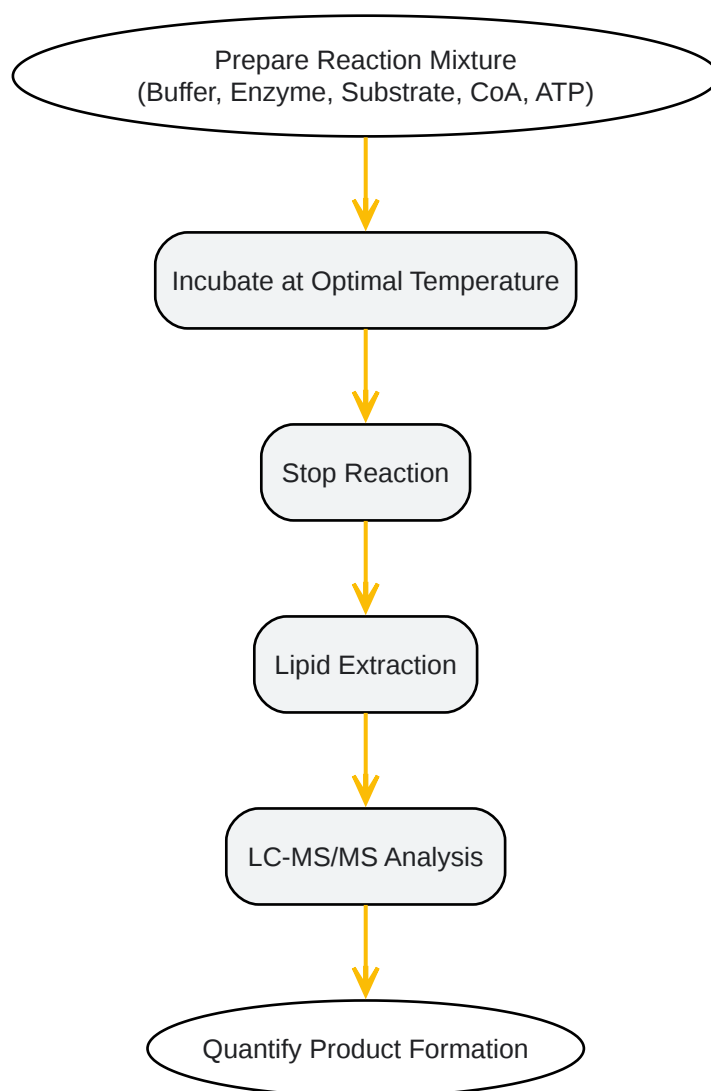 Prepare Reaction Mixture
(Buffer, Enzyme, Substrate, CoA, ATP)
Incubate at Optimal Temperature
Stop Reaction
Lipid Extraction
LC-MS/MS Analysis
Quantify Product Formation